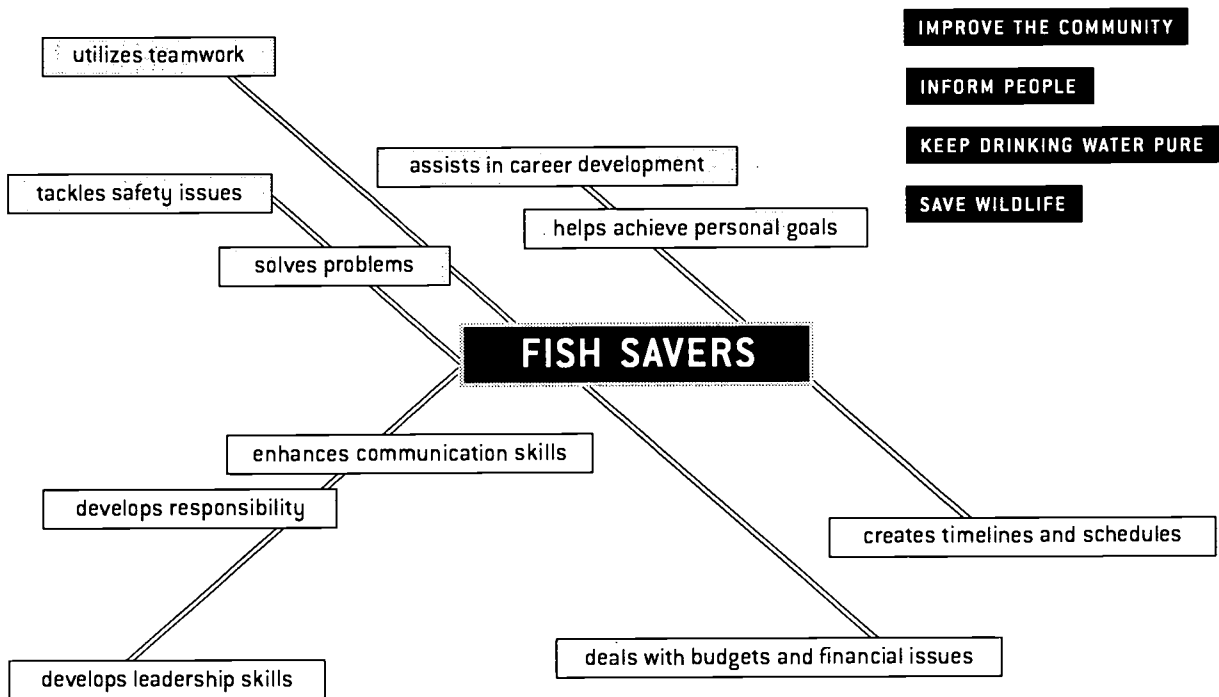 utilizes teamwork
IMPROVE THE COMMUNITY
INFORM PEOPLE
KEEP DRINKING WATER PURE
SAVE WILDLIFE
assists in career development
tackles safety issues
helps achieve personal goals
solves problems
FISH SAVERS
enhances communication skills
develops responsibility
creates timelines and schedules
deals with budgets and financial issues
develops leadership skills